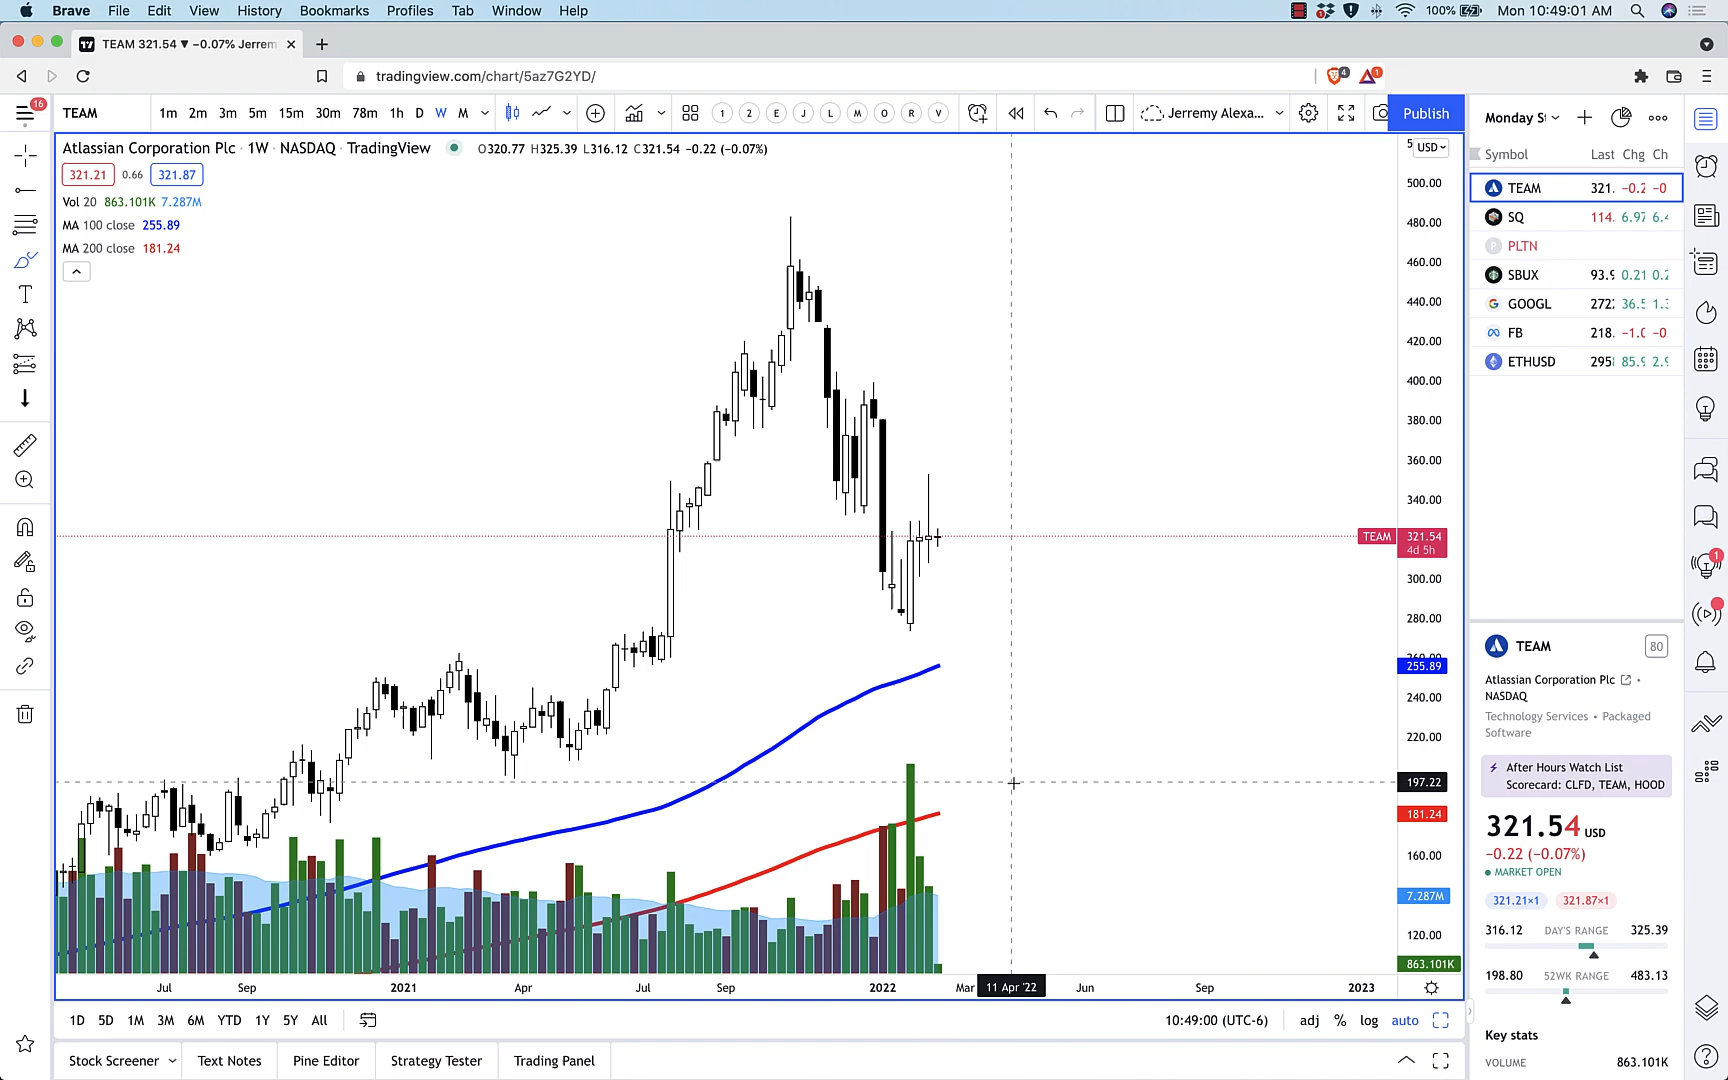 Brave File Edit View History Bookmarks Profiles Tab Window Help
100% Mon 10:49:01 AM
TEAM 321.54 ▼ −0.07% Jerrem
tradingview.com/chart/5az7G2YD/
4
1
16
TEAM 1m 2m 3m 5m 15m 30m 78m 1h D W M
1 2 E J L M O R V
Jerremy Alexa...
Publish
Monday S
Atlassian Corporation Plc · 1W · NASDAQ · TradingView
O320.77 H325.39 L316.12 C321.54 −0.22 (−0.07%)
321.21 0.66 321.87
Vol 20 863.101K 7.287M
MA 100 close 255.89
MA 200 close 181.24
USD
500.00
480.00
460.00
440.00
420.00
400.00
380.00
360.00
340.00
TEAM 321.54
4d 5h
300.00
280.00
255.89
240.00
220.00
197.22
181.24
160.00
7.287M
120.00
863.101K
Jul Sep 2021 Apr Jul Sep 2022 Mar 11 Apr '22 Jun Sep 2023
1D 5D 1M 3M 6M YTD 1Y 5Y All
10:49:00 (UTC-6) adj % log auto
Stock Screener Text Notes Pine Editor Strategy Tester Trading Panel
Symbol Last Chg Ch
TEAM 321. −0.2 −0
SQ 114. 6.97 6.4
PLTN
SBUX 93.9 0.21 0.2
GOOGL 272 36.5 1.3
FB 218. −1.0 −0
ETHUSD 295 85.9 2.9
TEAM 80
Atlassian Corporation Plc •
NASDAQ
Technology Services • Packaged
Software
After Hours Watch List
Scorecard: CLFD, TEAM, HOOD
321.54 USD
−0.22 (−0.07%)
MARKET OPEN
321.21×1 321.87×1
316.12 DAY'S RANGE 325.39
198.80 52WK RANGE 483.13
Key stats
VOLUME 863.101K
1